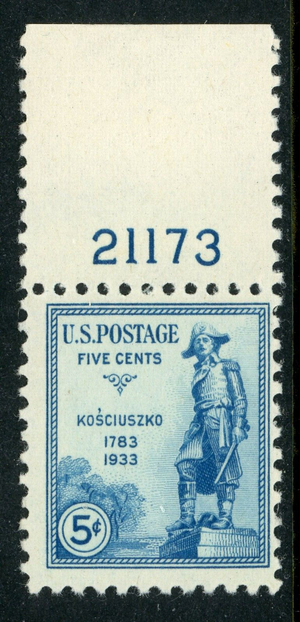 21173
U.S.POSTAGE
FIVE CENTS
KOŚCIUSZKO
1783
1933
5¢